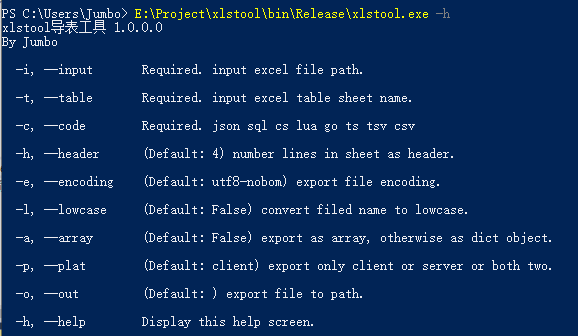 PS C:\Users\Jumbo> E:\Project\xlstool\bin\Release\xlstool.exe -h
xlstool导表工具 1.0.0.0
By Jumbo
-i, --input Required. input excel file path.
-t, --table Required. input excel table sheet name.
-c, --code Required. json sql cs lua go ts tsv csv
-h, --header (Default: 4) number lines in sheet as header.
-e, --encoding (Default: utf8-nobom) export file encoding.
-l, --lowcase (Default: False) convert filed name to lowcase.
-a, --array (Default: False) export as array, otherwise as dict object.
-p, --plat (Default: client) export only client or server or both two.
-o, --out (Default: ) export file to path.
-h, --help Display this help screen.